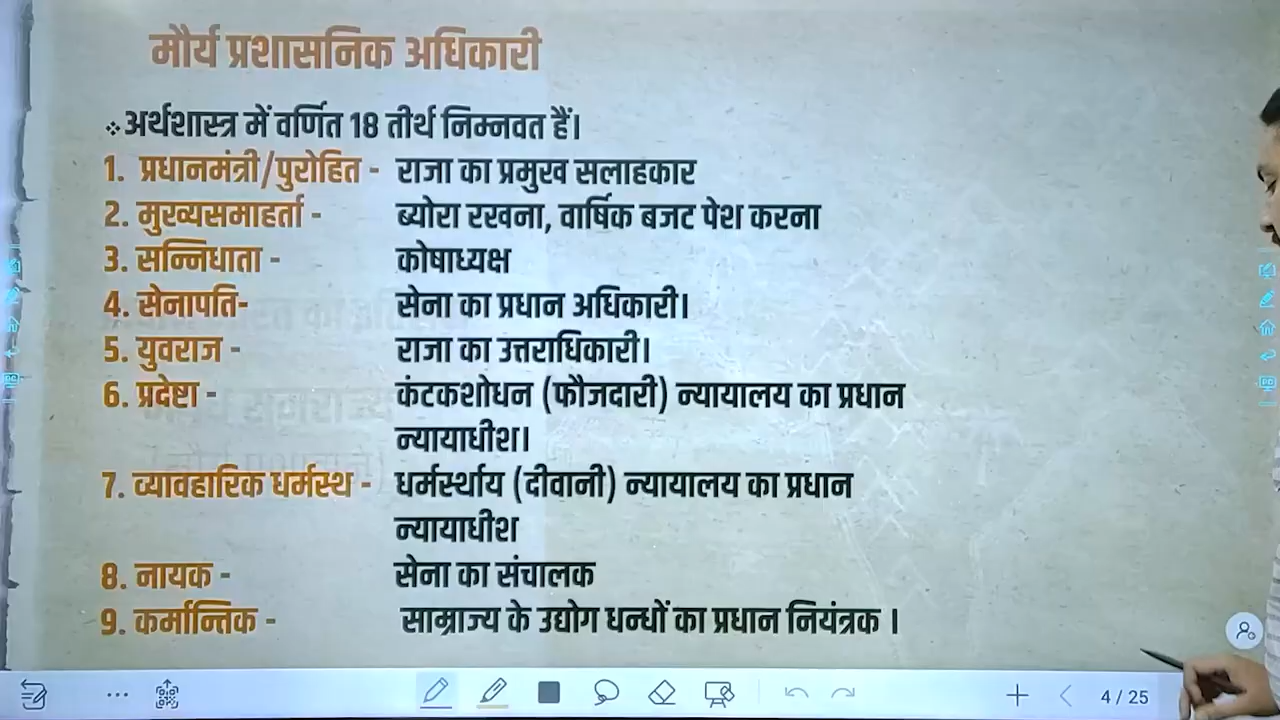 मौर्य प्रशासनिक अधिकारी
❖अर्थशास्त्र में वर्णित 18 तीर्थ निम्नवत हैं।
1. प्रधानमंत्री/पुरोहित - राजा का प्रमुख सलाहकार
2. मुख्यसमाहर्ता - ब्योरा रखना, वार्षिक बजट पेश करना
3. सन्निधाता - कोषाध्यक्ष
4. सेनापति- सेना का प्रधान अधिकारी।
5. युवराज - राजा का उत्तराधिकारी।
6. प्रदेष्टा - कंटकशोधन (फौजदारी) न्यायालय का प्रधान
न्यायाधीश।
7. व्यावहारिक धर्मस्थ - धर्मर्स्थाय (दीवानी) न्यायालय का प्रधान
न्यायाधीश
8. नायक - सेना का संचालक
9. कर्मान्तिक - साम्राज्य के उद्योग धन्धों का प्रधान नियंत्रक ।
4 / 25